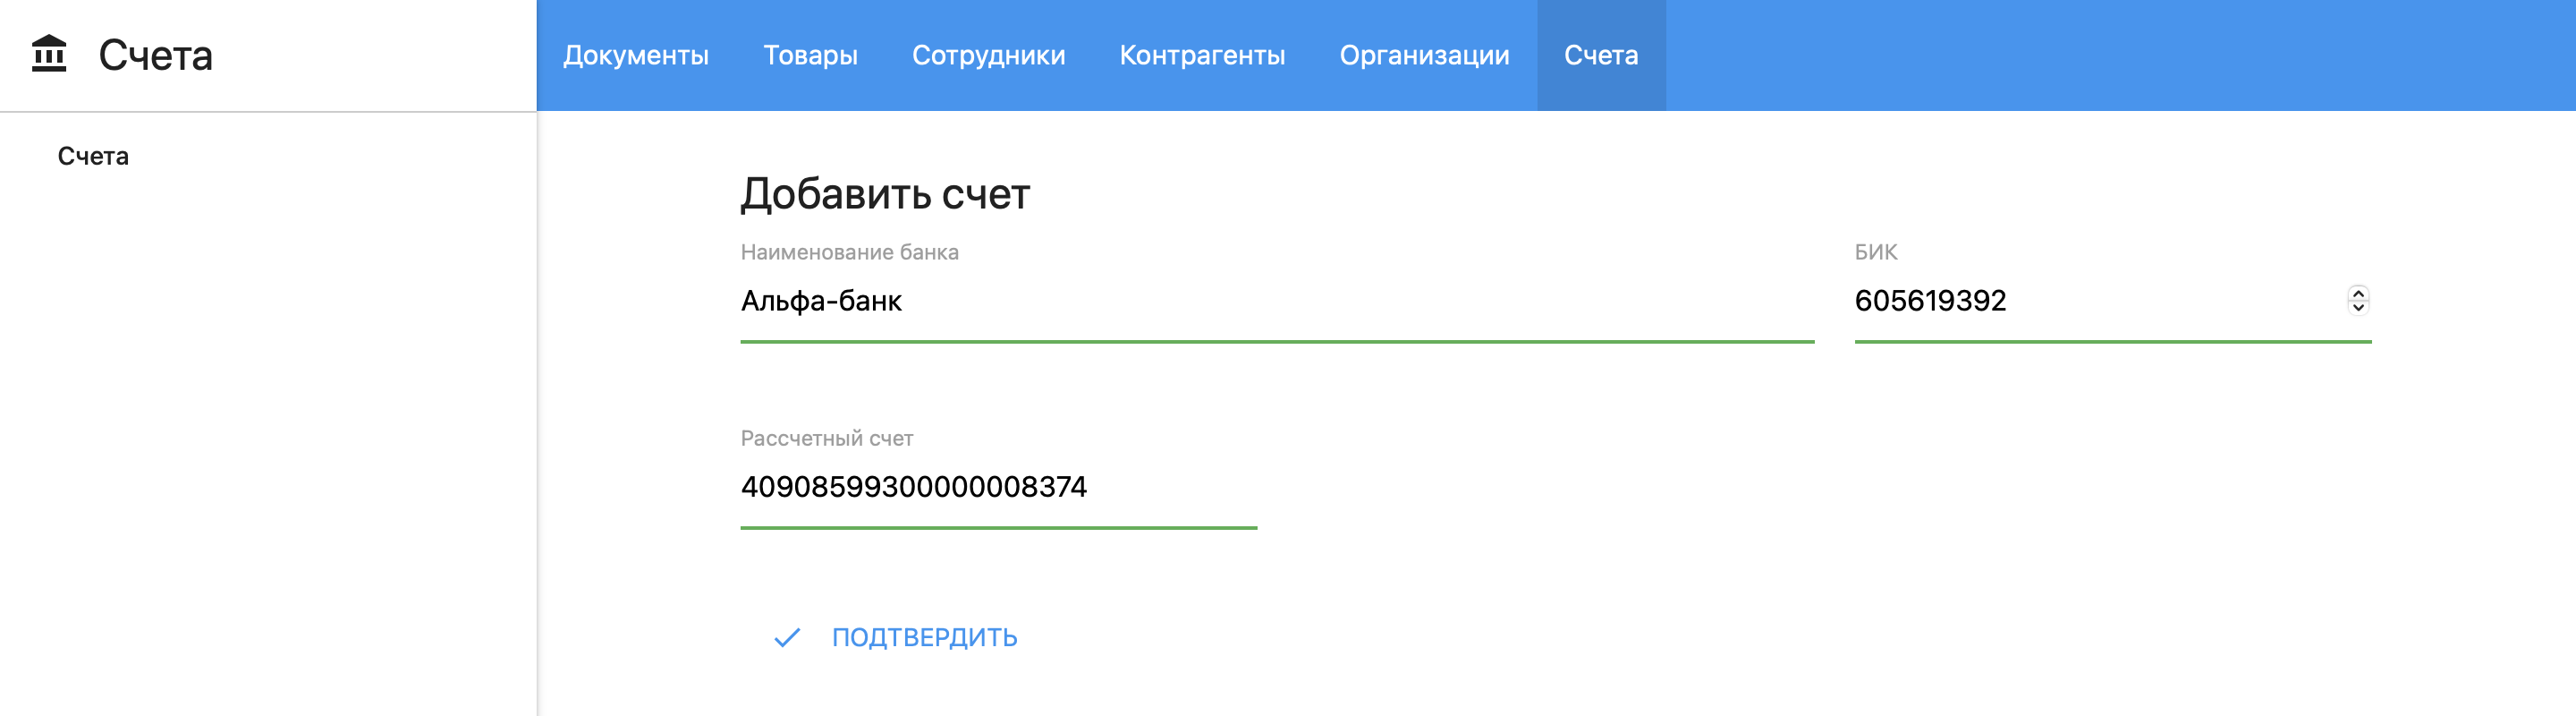 Счета
Документы Товары Сотрудники Контрагенты Организации Счета
Счета
Добавить счет
Наименование банка БИК
Альфа-банк 605619392
Рассчетный счет
40908599300000008374
ПОДТВЕРДИТЬ